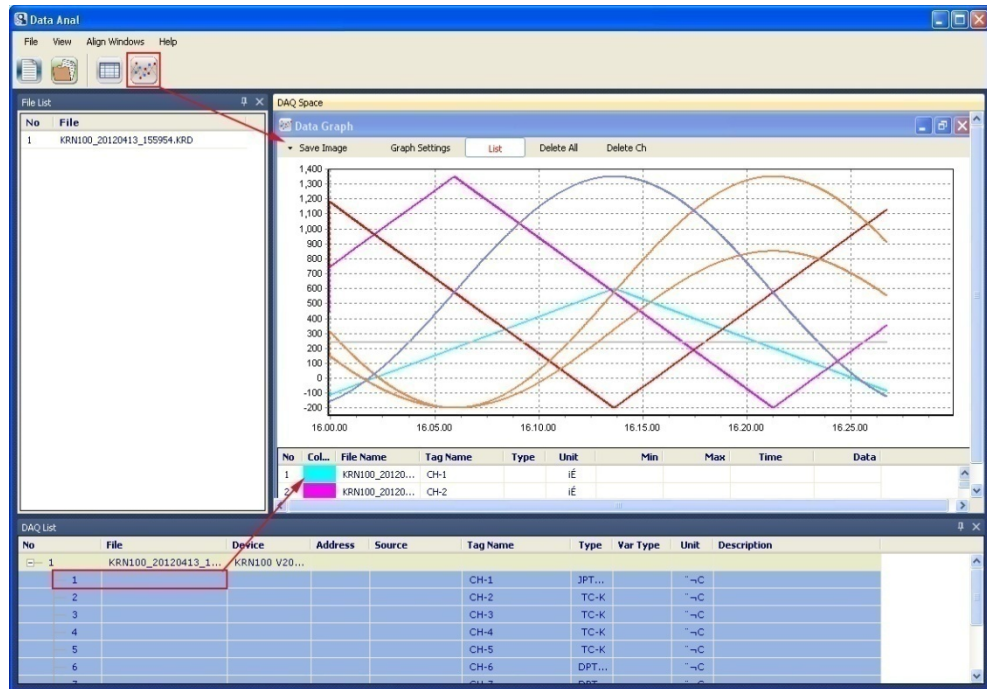 Data Anal
File View Align Windows Help
File List
No File
1 KRN100_20120413_155954.KRD
DAQ Space
Data Graph
Save Image Graph Settings List Delete All Delete Ch
1,400
1,300
1,200
1,100
1,000
900
800
700
600
500
400
300
200
100
0
-100
-200
16.00.00 16.05.00 16.10.00 16.15.00 16.20.00 16.25.00
No Col... File Name Tag Name Type Unit Min Max Time Data
1 KRN100_20120... CH-1 iÉ
2 KRN100_20120... CH-2 iÉ
DAQ List
No File Device Address Source Tag Name Type Var Type Unit Description
1 KRN100_20120413_1... KRN100 V20...
1 CH-1 JPT... ¨¬C
2 CH-2 TC-K ¨¬C
3 CH-3 TC-K ¨¬C
4 CH-4 TC-K ¨¬C
5 CH-5 TC-K ¨¬C
6 CH-6 DPT... ¨¬C